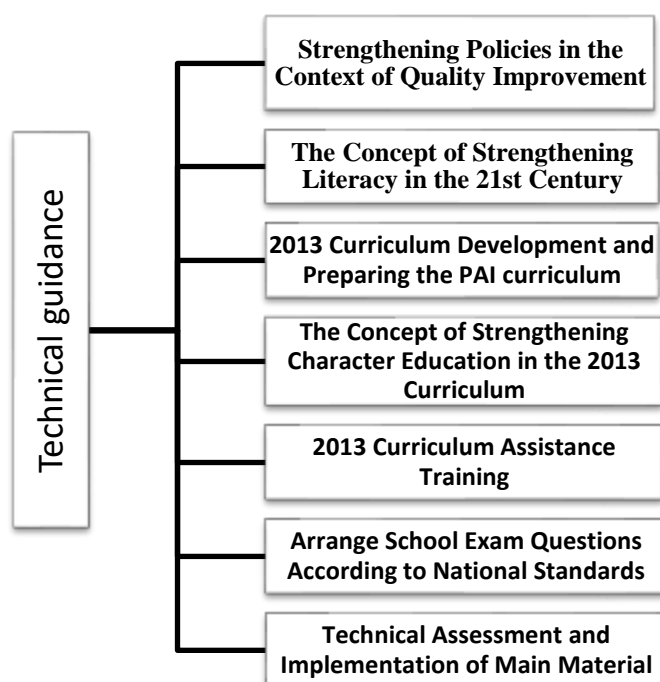 Technical guidance
Strengthening Policies in the
Context of Quality Improvement
The Concept of Strengthening
Literacy in the 21st Century
2013 Curriculum Development and
Preparing the PAI curriculum
The Concept of Strengthening
Character Education in the 2013
Curriculum
2013 Curriculum Assistance
Training
Arrange School Exam Questions
According to National Standards
Technical Assessment and
Implementation of Main Material